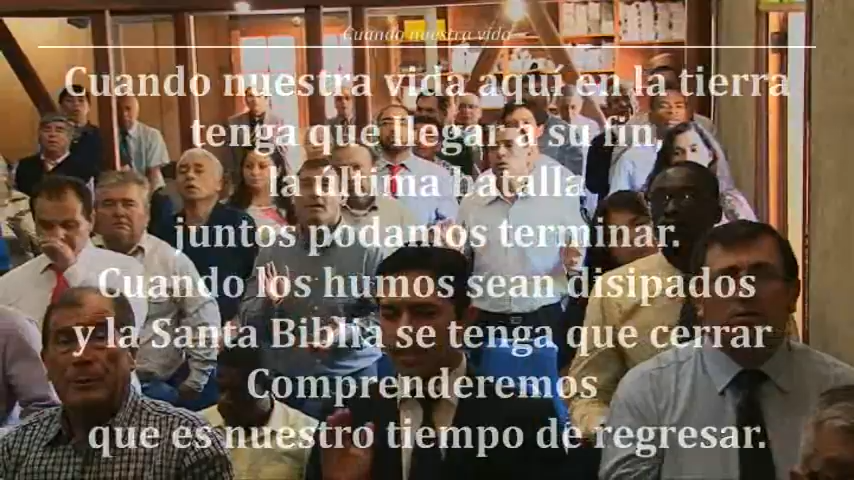 Cuando nuestra vida
Cuando nuestra vida aquí en la tierra
tenga que llegar a su fin,
la última batalla
juntos podamos terminar.
Cuando los humos sean disipados
y la Santa Biblia se tenga que cerrar
Comprenderemos
que es nuestro tiempo de regresar.